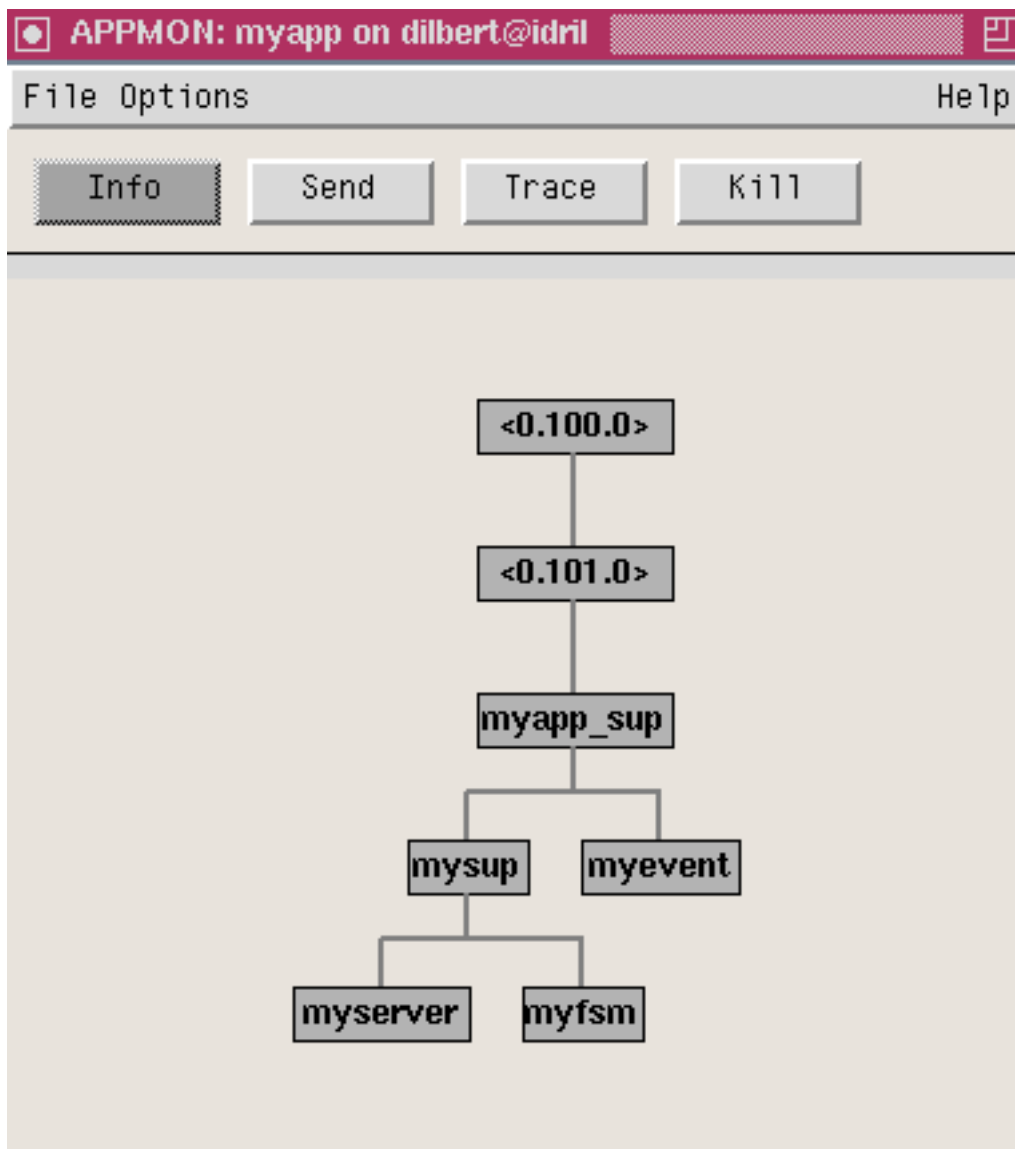 APPMON: myapp on dilbert@idril
File Options Help
Info Send Trace Kill
<0.100.0>
<0.101.0>
myapp_sup
mysup myevent
myserver myfsm